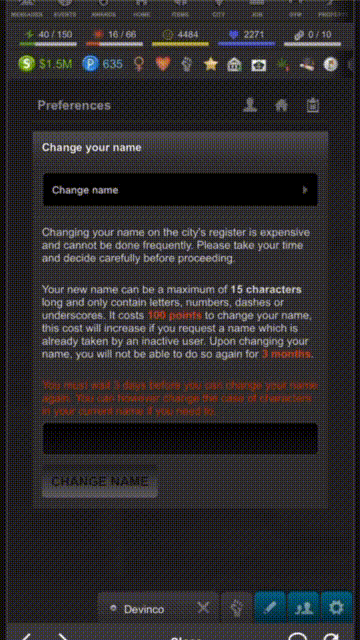 MESSAGES EVENTS AWARDS HOME ITEMS CITY JOB GYM PROPERTY
40 / 150 16 / 66 4484 2271 0 / 10
$ $1.5M P 635
Preferences
Change your name
Change name
Changing your name on the city's register is expensive
and cannot be done frequently. Please take your time
and decide carefully before proceeding.
Your new name can be a maximum of 15 characters
long and only contain letters, numbers, dashes or
underscores. It costs 100 points to change your name,
this cost will increase if you request a name which is
already taken by an inactive user. Upon changing your
name, you will not be able to do so again for 3 months.
You must wait 3 days before you can change your name
again. You can however change the case of characters
in your current name if you need to.
CHANGE NAME
Devinco